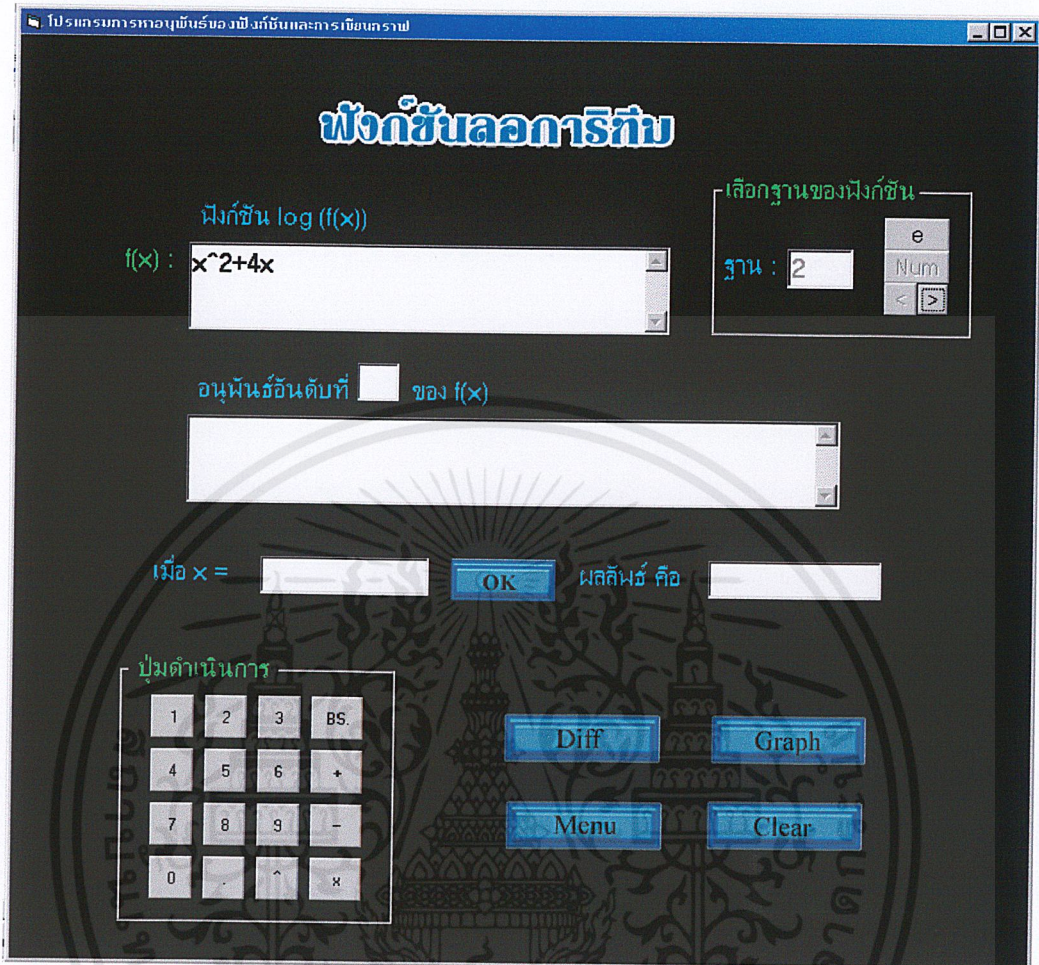 โปรแกรมการหาอนุพันธ์ของฟังก์ชันและการเขียนกราฟ
ฟังก์ชันลอการิทึม
เลือกฐานของฟังก์ชัน
ฟังก์ชัน log (f(x))
f(x) : x^2+4x
ฐาน : 2
e
Num
< >
อนุพันธ์อันดับที่ ของ f(x)
เมื่อ x = OK ผลลัพธ์ คือ
ปุ่มดำเนินการ
1 2 3 BS.
4 5 6 +
7 8 9 -
0 . ^ x
Diff Graph
Menu Clear